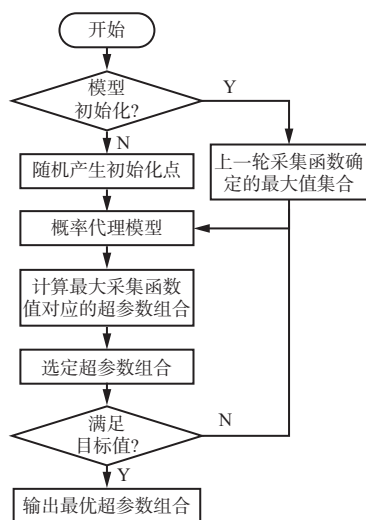 开始
模型
初始化?
Y
N
随机产生初始化点
上一轮采集函数确
定的最大值集合
概率代理模型
计算最大采集函数
值对应的超参数组合
选定超参数组合
满足
目标值?
N
Y
输出最优超参数组合